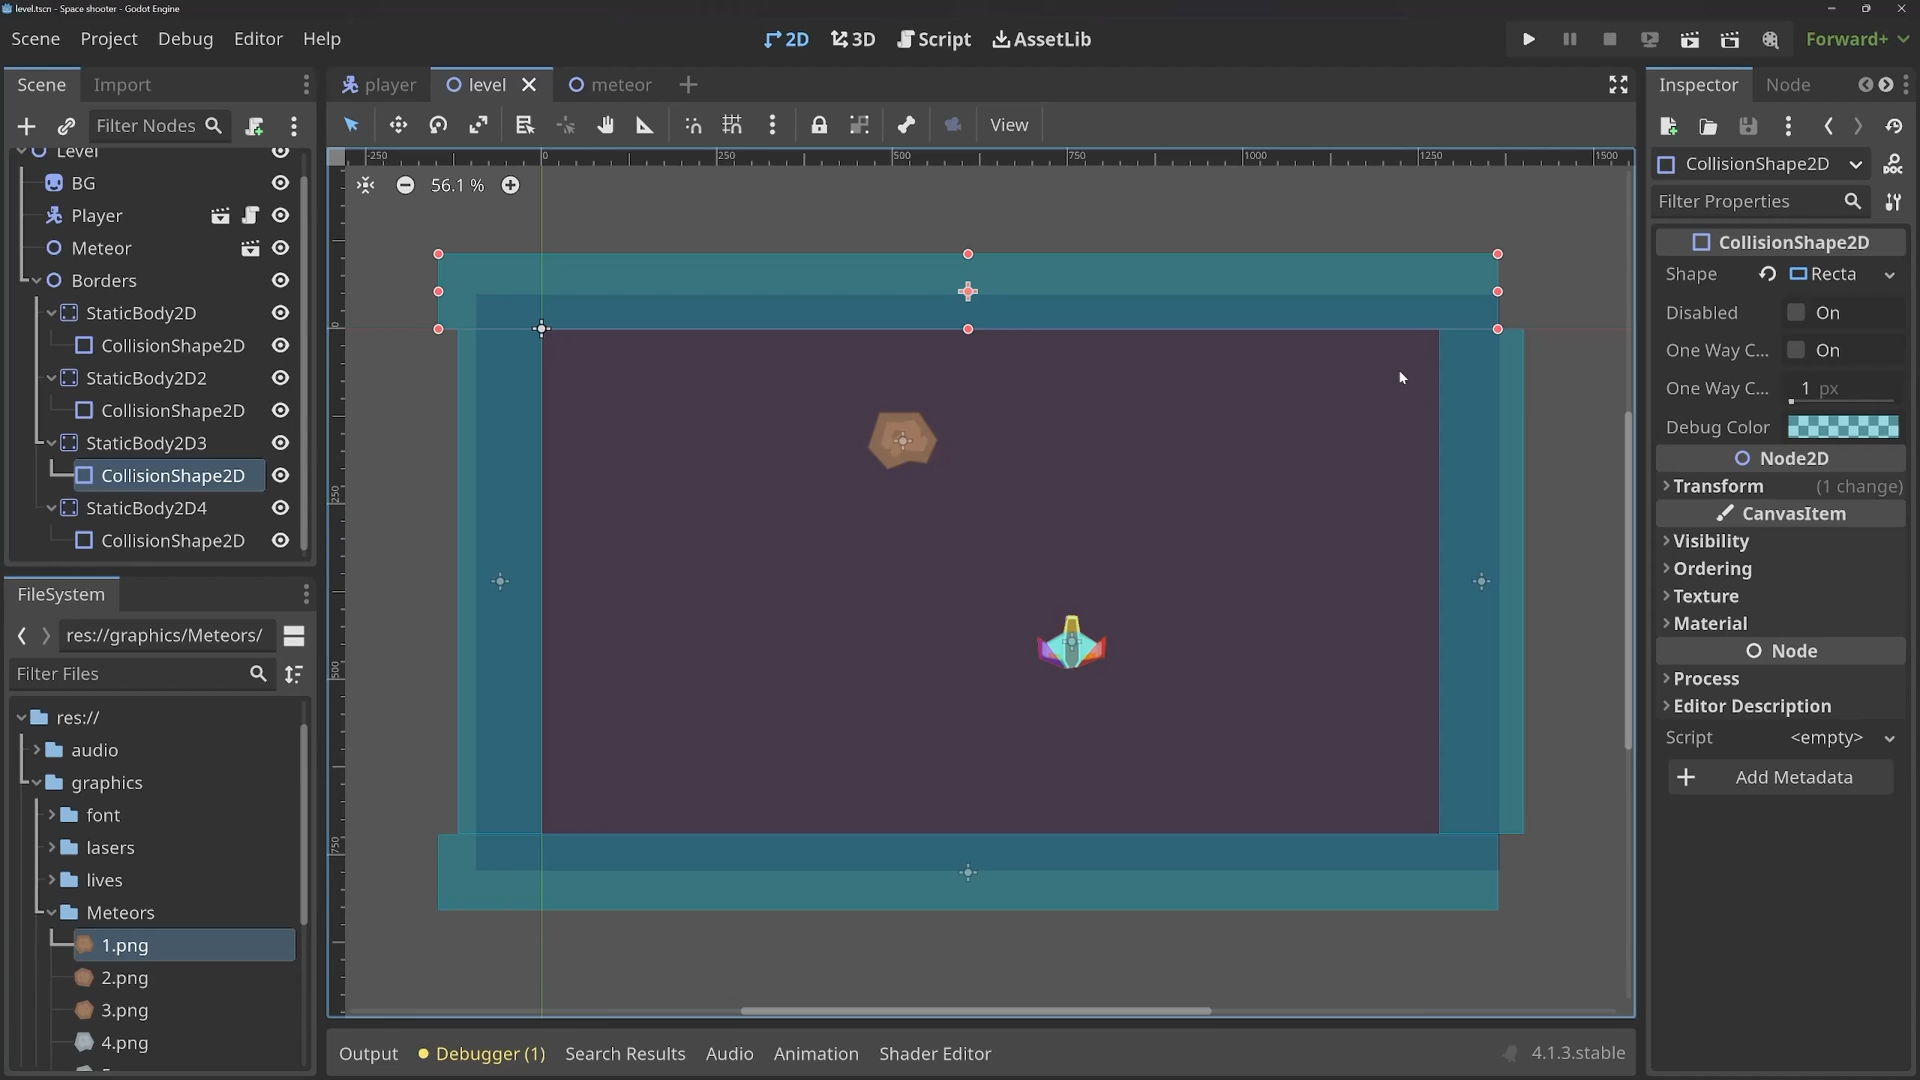 level.tscn - Space shooter - Godot Engine
Scene Project Debug Editor Help
2D 3D Script AssetLib
Forward+
Scene Import
player level meteor
Inspector Node
Filter Nodes
View
Level
BG
Player
Meteor
Borders
StaticBody2D
CollisionShape2D
StaticBody2D2
CollisionShape2D
StaticBody2D3
CollisionShape2D
StaticBody2D4
CollisionShape2D
FileSystem
res://graphics/Meteors/
Filter Files
res://
audio
graphics
font
lasers
lives
Meteors
1.png
2.png
3.png
4.png
-250 0 250 500 750 1000 1250 1500
56.1 %
0
250
500
750
Output Debugger (1) Search Results Audio Animation Shader Editor
4.1.3.stable
CollisionShape2D
DOC
Filter Properties
CollisionShape2D
Shape Recta
Disabled On
One Way C... On
One Way C... 1 px
Debug Color
Node2D
Transform (1 change)
CanvasItem
Visibility
Ordering
Texture
Material
Node
Process
Editor Description
Script <empty>
Add Metadata